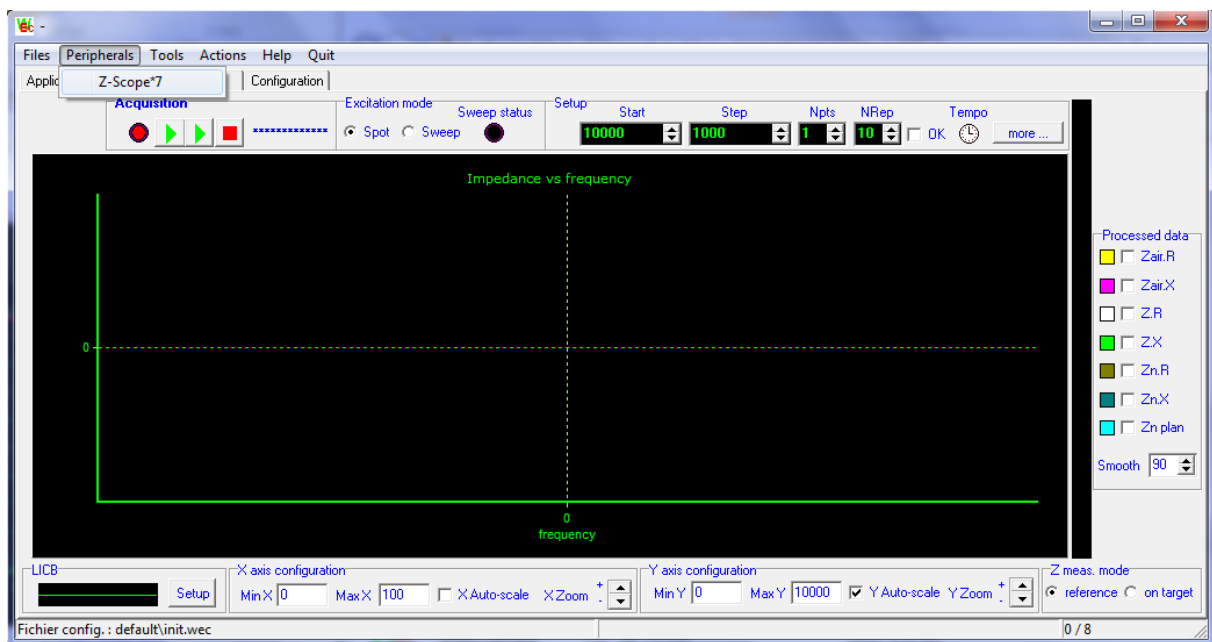 WEc -
Files Peripherals Tools Actions Help Quit
Z-Scope*7
Applic Configuration
Acquisition Excitation mode Sweep status Setup Start Step Npts NRep Tempo
************ Spot Sweep 10000 1000 1 10 OK more ...
Impedance vs frequency
0
0
frequency
Processed data
Zair.R
Zair.X
Z.R
Z.X
Zn.R
Zn.X
Zn plan
Smooth 90
LICB X axis configuration Y axis configuration Z meas. mode
Setup Min X 0 Max X 100 X Auto-scale X Zoom + - Min Y 0 Max Y 10000 Y Auto-scale Y Zoom + - reference on target
Fichier config. : default\init.wec 0 / 8